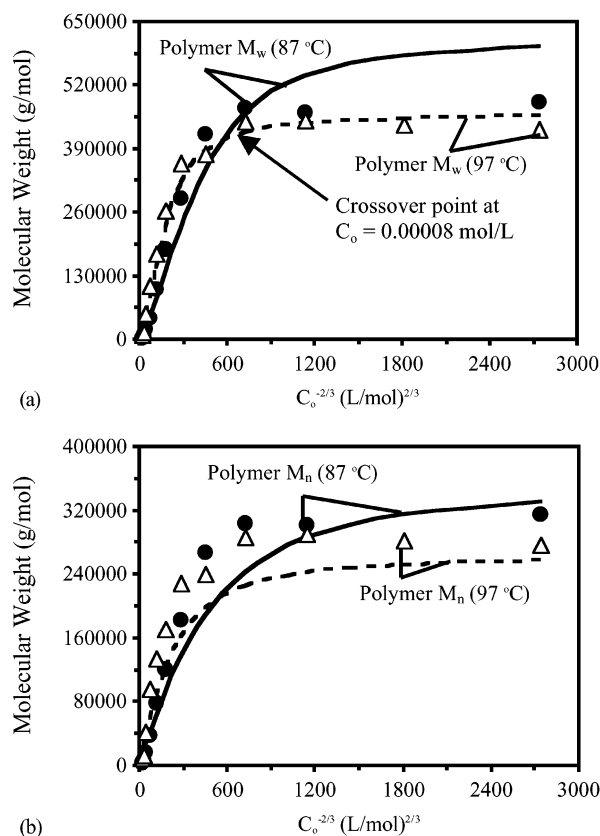 (a)
Molecular Weight (g/mol)
650000
520000
390000
260000
130000
0
Polymer Mw (87 °C)
Polymer Mw (97 °C)
Crossover point at
Co = 0.00008 mol/L
0 600 1200 1800 2400 3000
Co-2/3 (L/mol)2/3
(b)
Molecular Weight (g/mol)
400000
320000
240000
160000
80000
0
Polymer Mn (87 °C)
Polymer Mn (97 °C)
0 600 1200 1800 2400 3000
Co-2/3 (L/mol)2/3